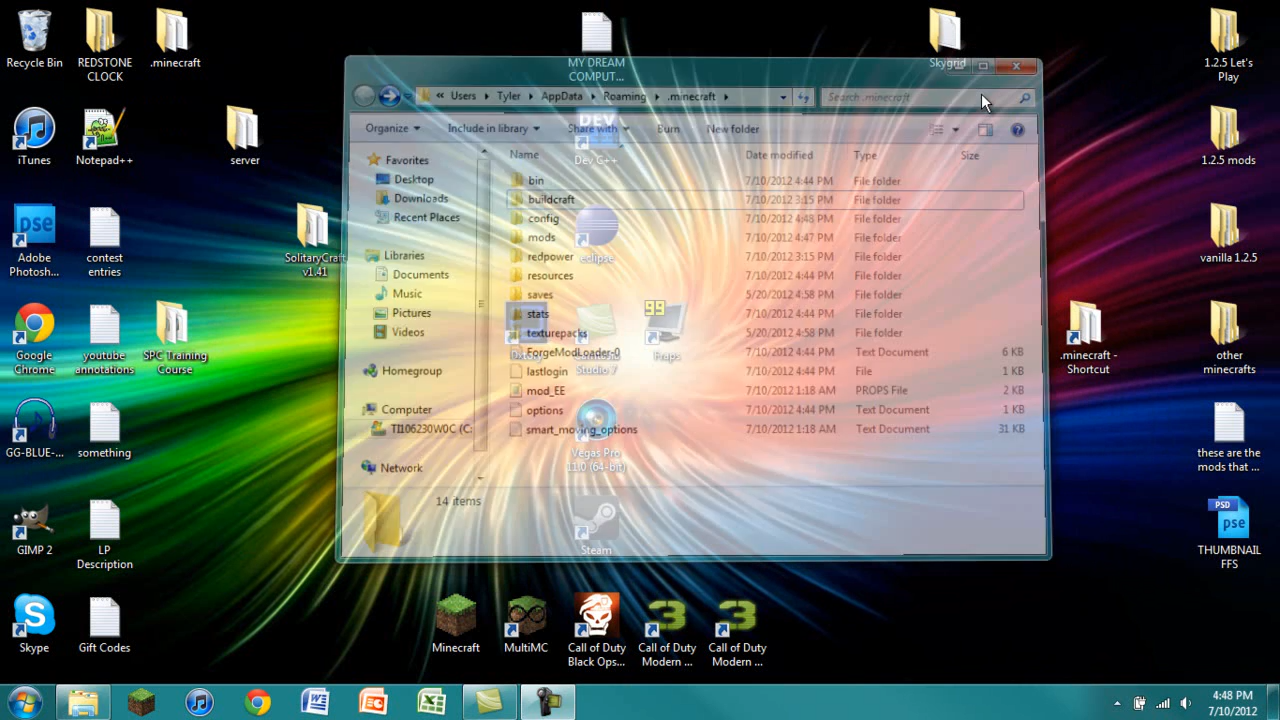 Recycle Bin
REDSTONE
CLOCK
.minecraft
MY DREAM
COMPUT...
Skygrid
1.2.5 Let's
Play
« Users Tyler AppData Roaming .minecraft
Search .minecraft
Organize Include in library Share with Burn New folder
iTunes
Notepad++
server
DEV
Dev C++
1.2.5 mods
Name Date modified Type Size
Favorites
Desktop
Downloads
Recent Places
Libraries
Documents
Music
Pictures
Videos
Homegroup
Computer
TI106230W0C (C:
Network
bin 7/10/2012 4:44 PM File folder
buildcraft 7/10/2012 3:15 PM File folder
config 7/10/2012 4:48 PM File folder
mods 7/10/2012 4:47 PM File folder
redpower 7/10/2012 3:15 PM File folder
resources 7/10/2012 4:44 PM File folder
saves 5/20/2012 4:58 PM File folder
stats 7/10/2012 4:44 PM File folder
texturepacks 5/20/2012 4:58 PM File folder
ForgeModLoader-0 7/10/2012 4:44 PM Text Document 6 KB
lastlogin 7/10/2012 4:44 PM File 1 KB
mod_EE 7/10/2012 1:18 AM PROPS File 2 KB
options 7/10/2012 4:44 PM Text Document 1 KB
smart_moving_options 7/10/2012 1:18 AM Text Document 31 KB
14 items
pse
Adobe
Photosh...
contest
entries
SolitaryCraft
v1.41
eclipse
vanilla 1.2.5
Google
Chrome
youtube
annotations
SPC Training
Course
Studio 7
Fraps
.minecraft -
Shortcut
other
minecrafts
GG-BLUE-...
something
Vegas Pro
11.0 (64-bit)
these are the
mods that ...
GIMP 2
LP
Description
Steam
PSD
pse
THUMBNAIL
FFS
Skype
Gift Codes
Minecraft
MultiMC
Call of Duty
Black Ops...
3
Call of Duty
Modern ...
3
Call of Duty
Modern ...
4:48 PM
7/10/2012